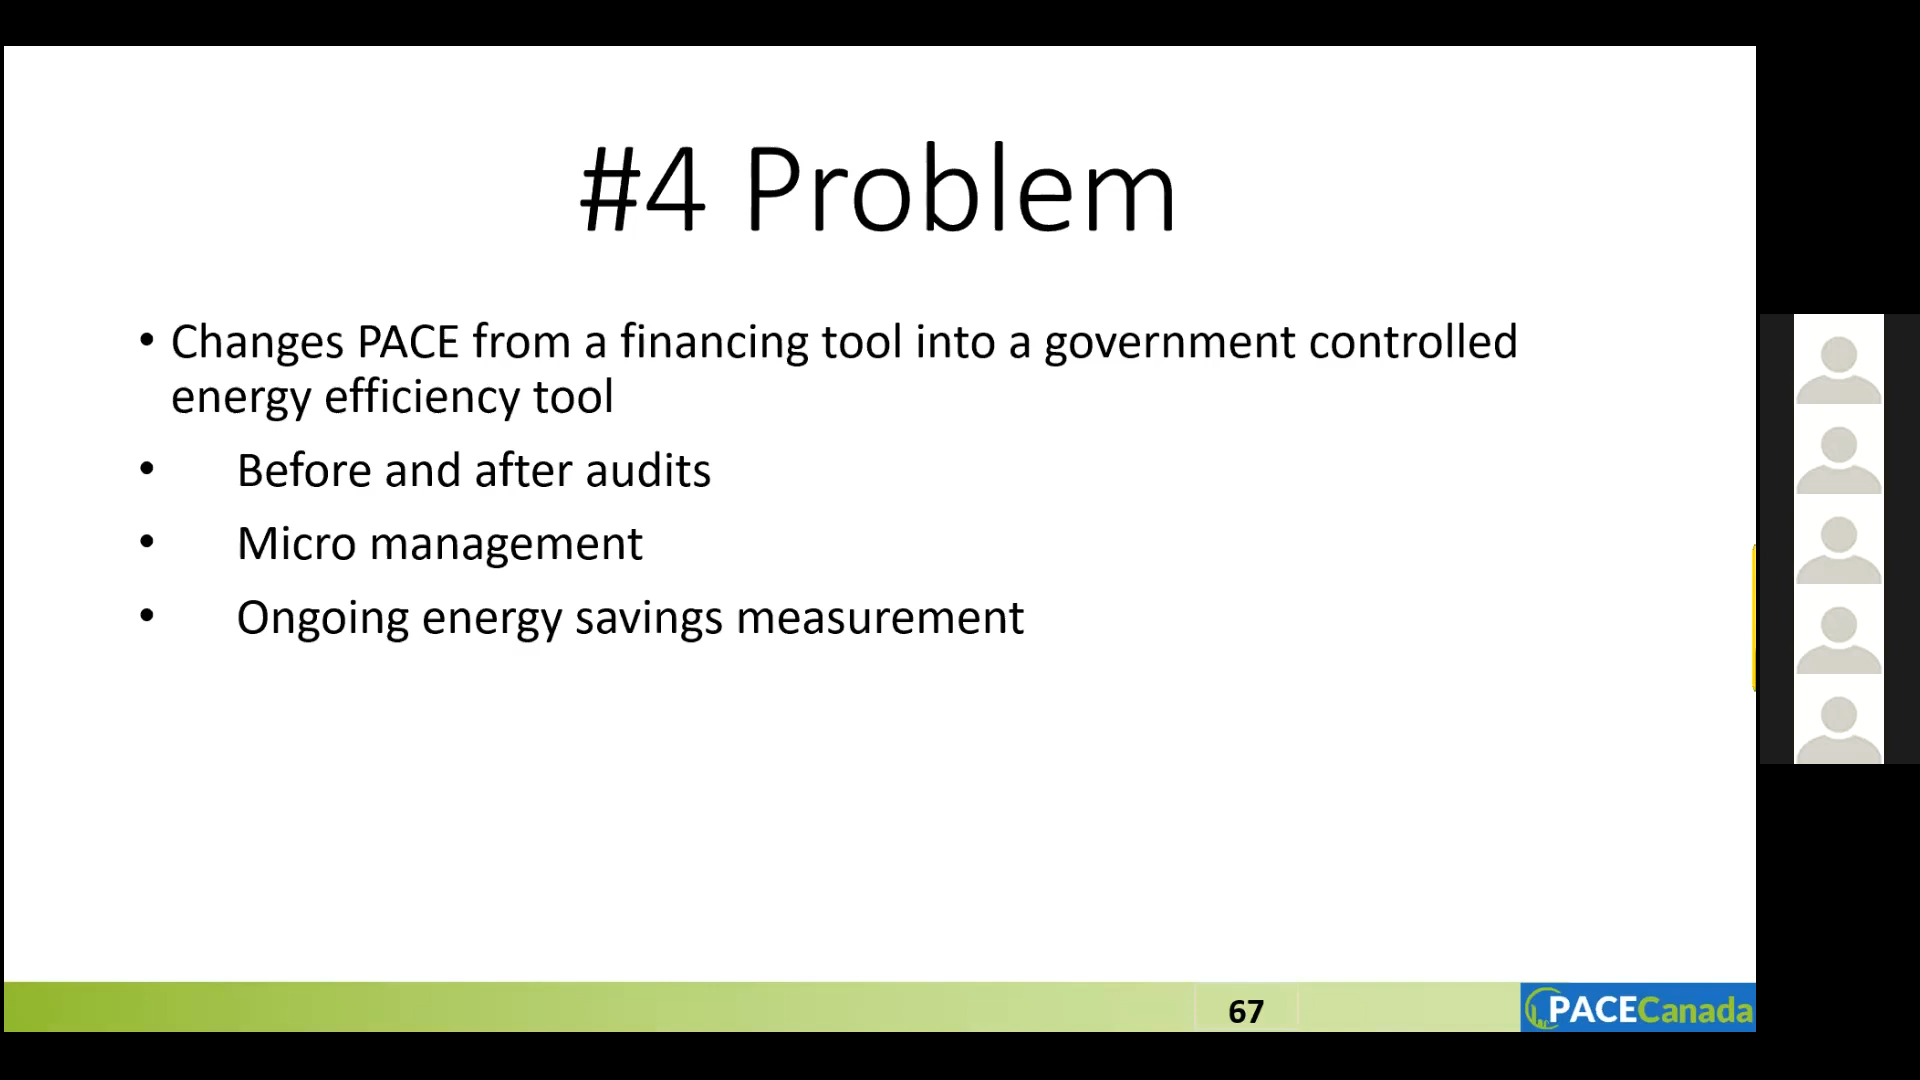 #4 Problem
• Changes PACE from a financing tool into a government controlled
energy efficiency tool
• Before and after audits
• Micro management
• Ongoing energy savings measurement
67
PACECanada